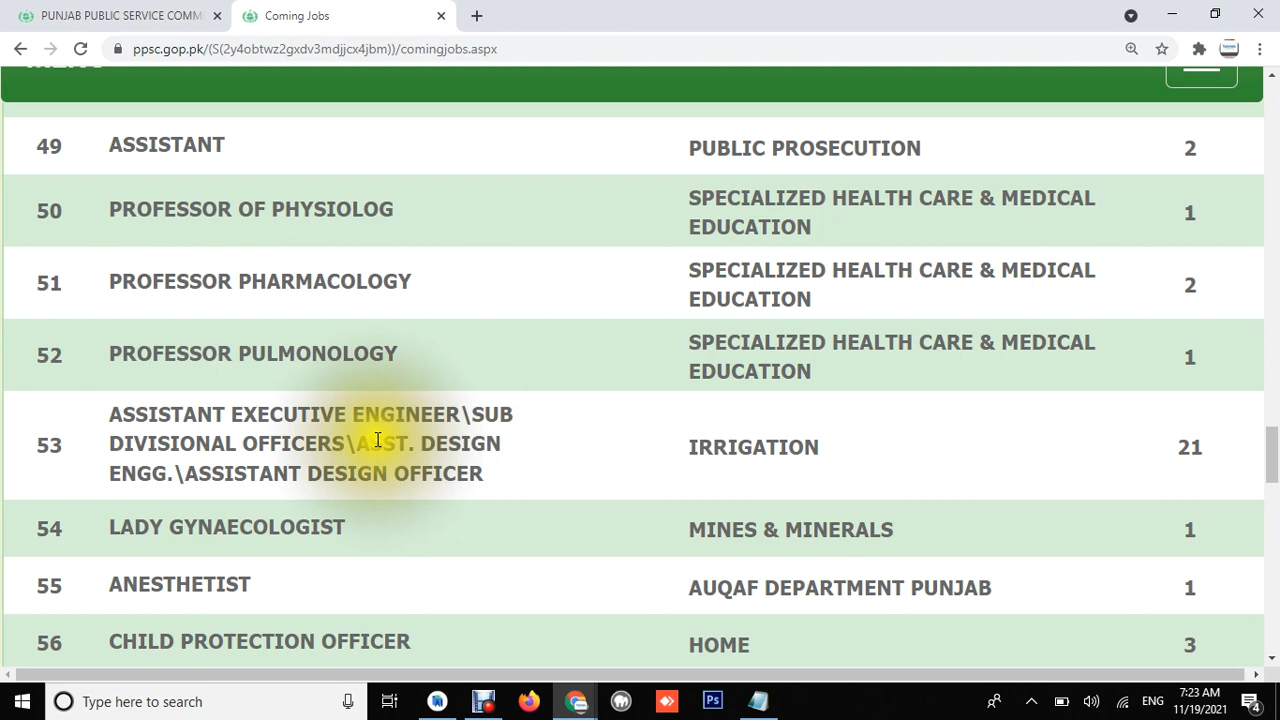 PUNJAB PUBLIC SERVICE COMMI
Coming Jobs
ppsc.gop.pk/(S(2y4obtwz2gxdv3mdjjcx4jbm))/comingjobs.aspx
49 ASSISTANT PUBLIC PROSECUTION 2
50 PROFESSOR OF PHYSIOLOG SPECIALIZED HEALTH CARE & MEDICAL
EDUCATION 1
51 PROFESSOR PHARMACOLOGY SPECIALIZED HEALTH CARE & MEDICAL
EDUCATION 2
52 PROFESSOR PULMONOLOGY SPECIALIZED HEALTH CARE & MEDICAL
EDUCATION 1
ASSISTANT EXECUTIVE ENGINEER\SUB
53 DIVISIONAL OFFICERS\ASST. DESIGN IRRIGATION 21
ENGG.\ASSISTANT DESIGN OFFICER
54 LADY GYNAECOLOGIST MINES & MINERALS 1
55 ANESTHETIST AUQAF DEPARTMENT PUNJAB 1
56 CHILD PROTECTION OFFICER HOME 3
Type here to search
Ps
ENG
7:23 AM
11/19/2021
4